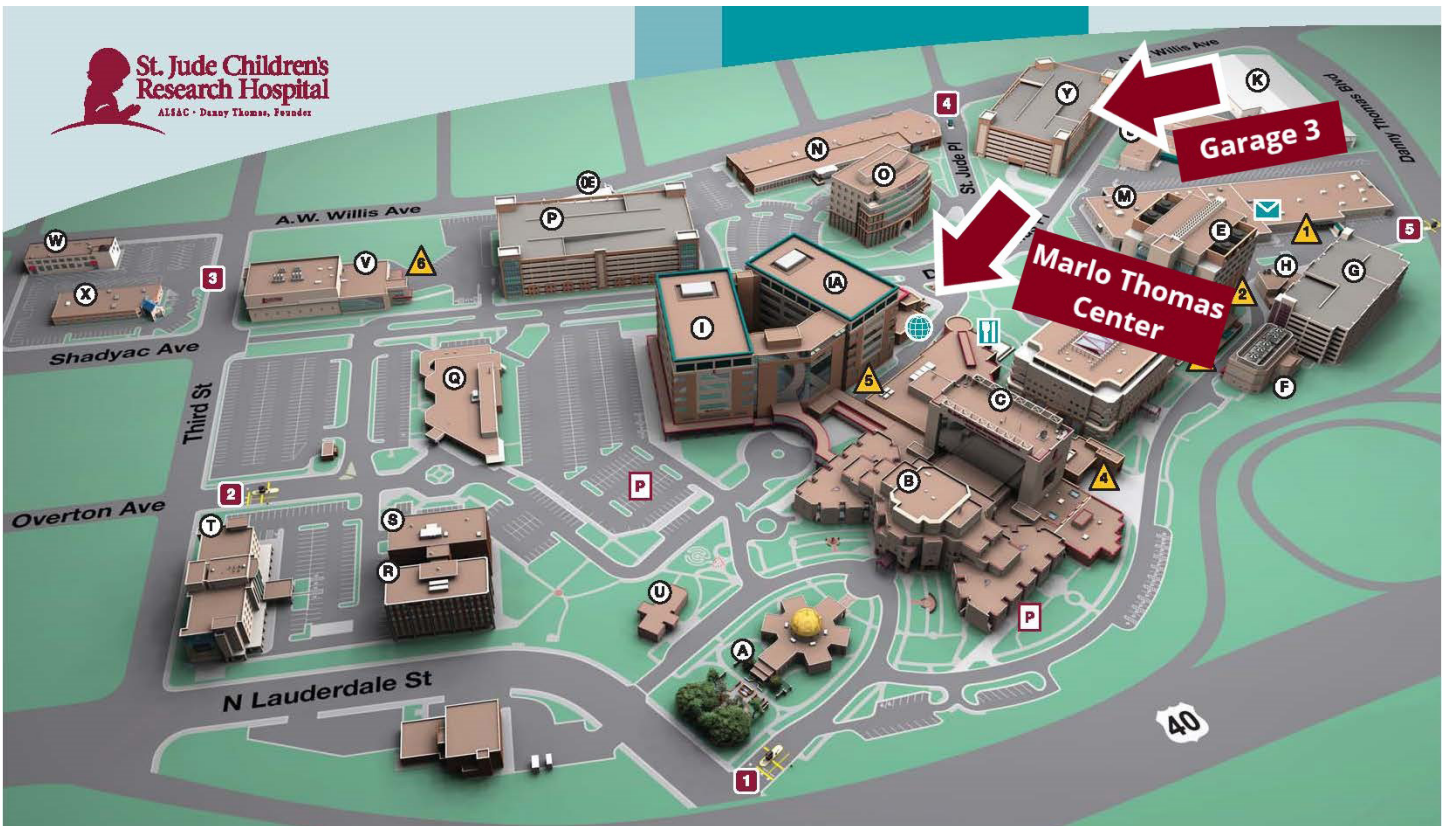 St. Jude Children's
Research Hospital
ALSAC • Danny Thomas, Founder
A.W. Willis Ave
K
Y
4
Garage 3
Danny Thomas Blvd
N
O
St. Jude Pl
M
E
1
5
P
A.W. Willis Ave
W
V
6
3
X
IA
I
Marlo Thomas
Center
H
G
2
Shadyac Ave
Q
5
C
F
Third St
B
4
P
2
Overton Ave
T
S
R
U
P
A
N Lauderdale St
40
1